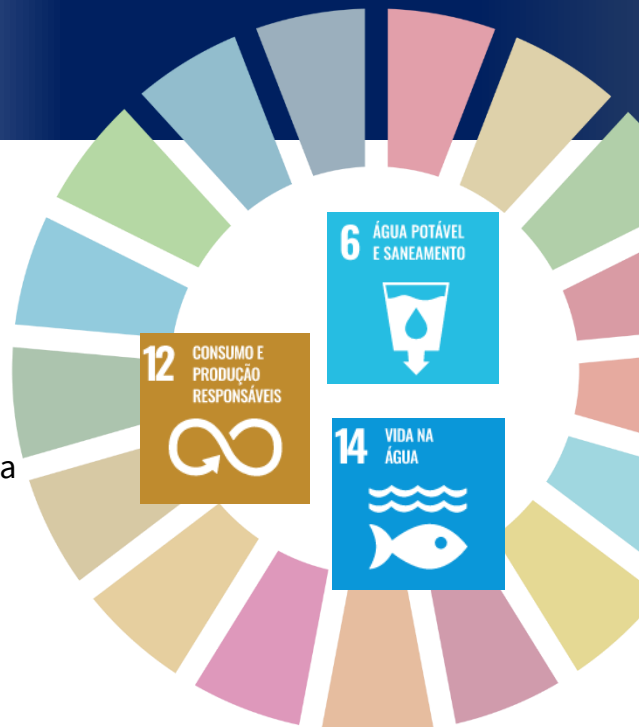 6
ÁGUA POTÁVEL
E SANEAMENTO
12
CONSUMO E
PRODUÇÃO
RESPONSÁVEIS
14
VIDA NA
ÁGUA
a